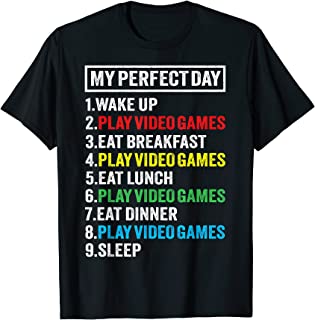 MY PERFECT DAY
1.WAKE UP
2.PLAY VIDEO GAMES
3.EAT BREAKFAST
4.PLAY VIDEO GAMES
5.EAT LUNCH
6.PLAY VIDEO GAMES
7.EAT DINNER
8.PLAY VIDEO GAMES
9.SLEEP